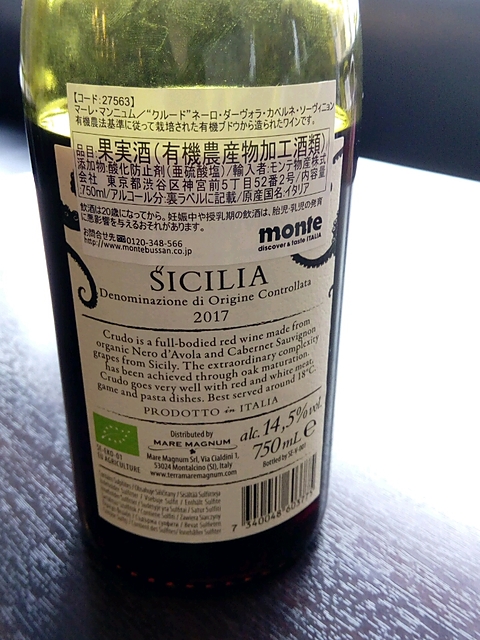 【コード:27563】
マーレ・マンニュム／"クルード"ネーロ・ダーヴォラ・カベルネ・ソーヴィニョン
有機農法基準に従って栽培された有機ブドウから造られたワインです。
品目:果実酒(有機農産物加工酒類)
添加物:酸化防止剤(亜硫酸塩)/輸入者:モンテ物産株式
会社 東京都渋谷区神宮前5丁目52番2号/内容量
750ml/アルコール分:裏ラベルに記載/原産国名:イタリア
飲酒は20歳になってから。妊娠中や授乳期の飲酒は、胎児・乳児の発育
に悪影響を与えるおそれがあります。
お問合せ先 0120-348-566
http://www.montebussan.co.jp
monte
discover & taste ITALIA
SICILIA
Denominazione di Origine Controllata
2017
Crudo is a full-bodied red wine made from
organic Nero d'Avola and Cabernet Sauvignon
grapes from Sicily. The extraordinary complexity
has been achieved through oak maturation.
Crudo goes very well with red and white meat,
game and pasta dishes. Best served around 18°C.
PRODOTTO in ITALIA
Distributed by
MARE MAGNUM
Mare Magnum Srl, Via Cialdini 1,
53024 Montalcino (SI), Italy
www.terramaremagnum.com
alc. 14,5% vol.
750mL e
Bottled by
AGRICULTURE